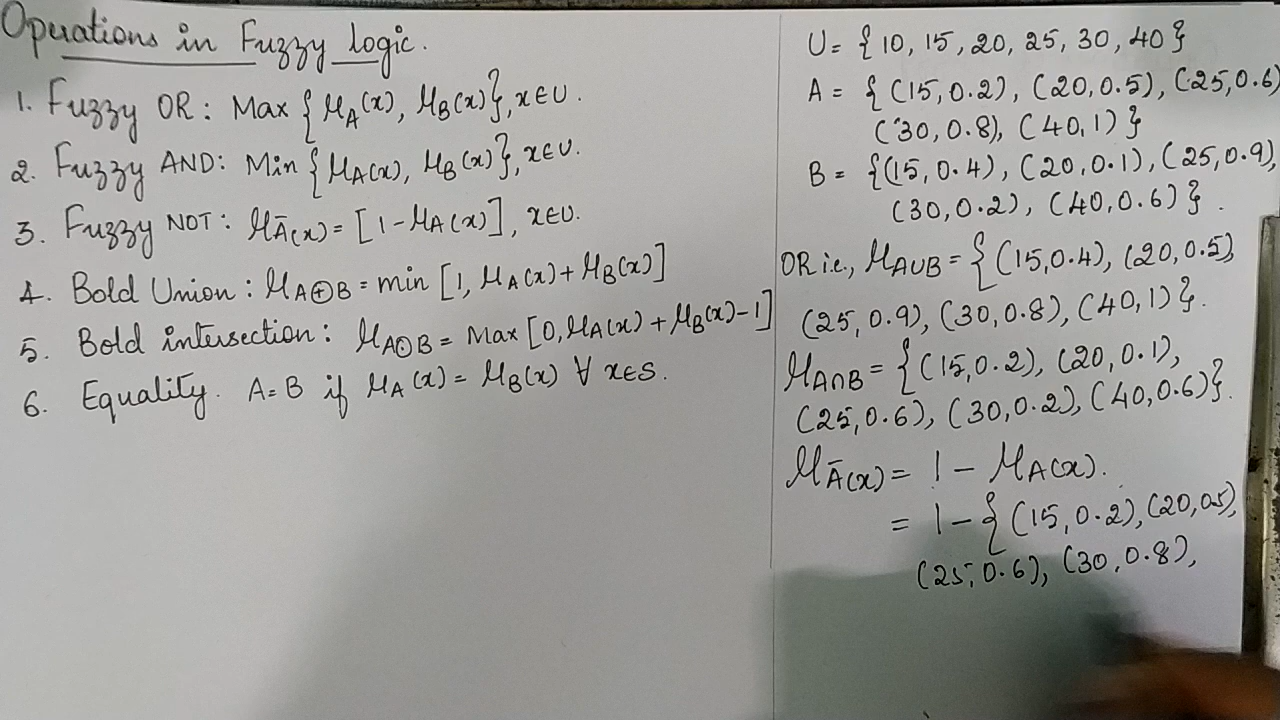 Operations in Fuzzy logic.
1. Fuzzy OR: Max { μA(x), μB(x)}, x∈U.
2. Fuzzy AND: Min { μA(x), μB(x)}, x∈U.
3. Fuzzy NOT: μĀ(x) = [1-μA(x)], x∈U.
4. Bold Union: μA⊕B = min [1, μA(x)+μB(x)]
5. Bold intersection: μA⊙B = Max [0, μA(x)+μB(x)-1]
6. Equality. A=B if μA(x) = μB(x) ∀ x∈S.
U= { 10, 15, 20, 25, 30, 40 }
A = { (15,0.2), (20,0.5), (25,0.6)
(30,0.8), (40,1) }
B = {(15,0.4), (20,0.1), (25,0.9),
(30,0.2), (40,0.6) } .
OR i.e., μA∪B = { (15,0.4), (20,0.5),
(25,0.9), (30,0.8), (40,1) }.
μA∩B = { (15,0.2), (20,0.1),
(25,0.6), (30,0.2), (40,0.6)}.
μĀ(x) = 1 - μA(x).
= 1 - { (15,0.2), (20,0.5),
(25,0.6), (30,0.8),